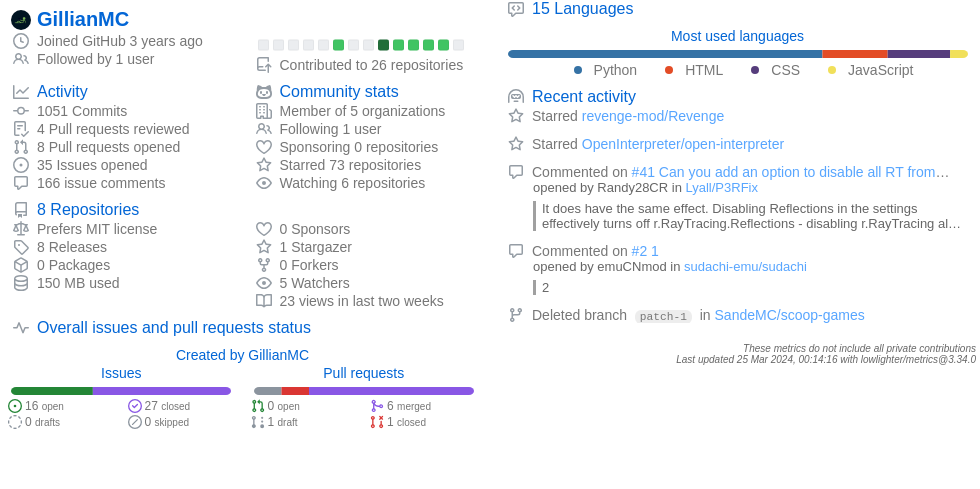 GillianMC
Joined GitHub 3 years ago
Followed by 1 user
Contributed to 26 repositories
Activity
1051 Commits
4 Pull requests reviewed
8 Pull requests opened
35 Issues opened
166 issue comments
Community stats
Member of 5 organizations
Following 1 user
Sponsoring 0 repositories
Starred 73 repositories
Watching 6 repositories
8 Repositories
Prefers MIT license
8 Releases
0 Packages
150 MB used
0 Sponsors
1 Stargazer
0 Forkers
5 Watchers
23 views in last two weeks
Overall issues and pull requests status
Created by GillianMC
Issues
16 open
27 closed
0 drafts
0 skipped
Pull requests
0 open
6 merged
1 draft
1 closed
15 Languages
Most used languages
Python HTML CSS JavaScript
Recent activity
Starred revenge-mod/Revenge
Starred OpenInterpreter/open-interpreter
Commented on #41 Can you add an option to disable all RT from…
opened by Randy28CR in Lyall/P3RFix
It does have the same effect. Disabling Reflections in the settings
effectively turns off r.RayTracing.Reflections - disabling r.RayTracing al…
Commented on #2 1
opened by emuCNmod in sudachi-emu/sudachi
2
Deleted branch patch-1 in SandeMC/scoop-games
These metrics do not include all private contributions
Last updated 25 Mar 2024, 00:14:16 with lowlighter/metrics@3.34.0